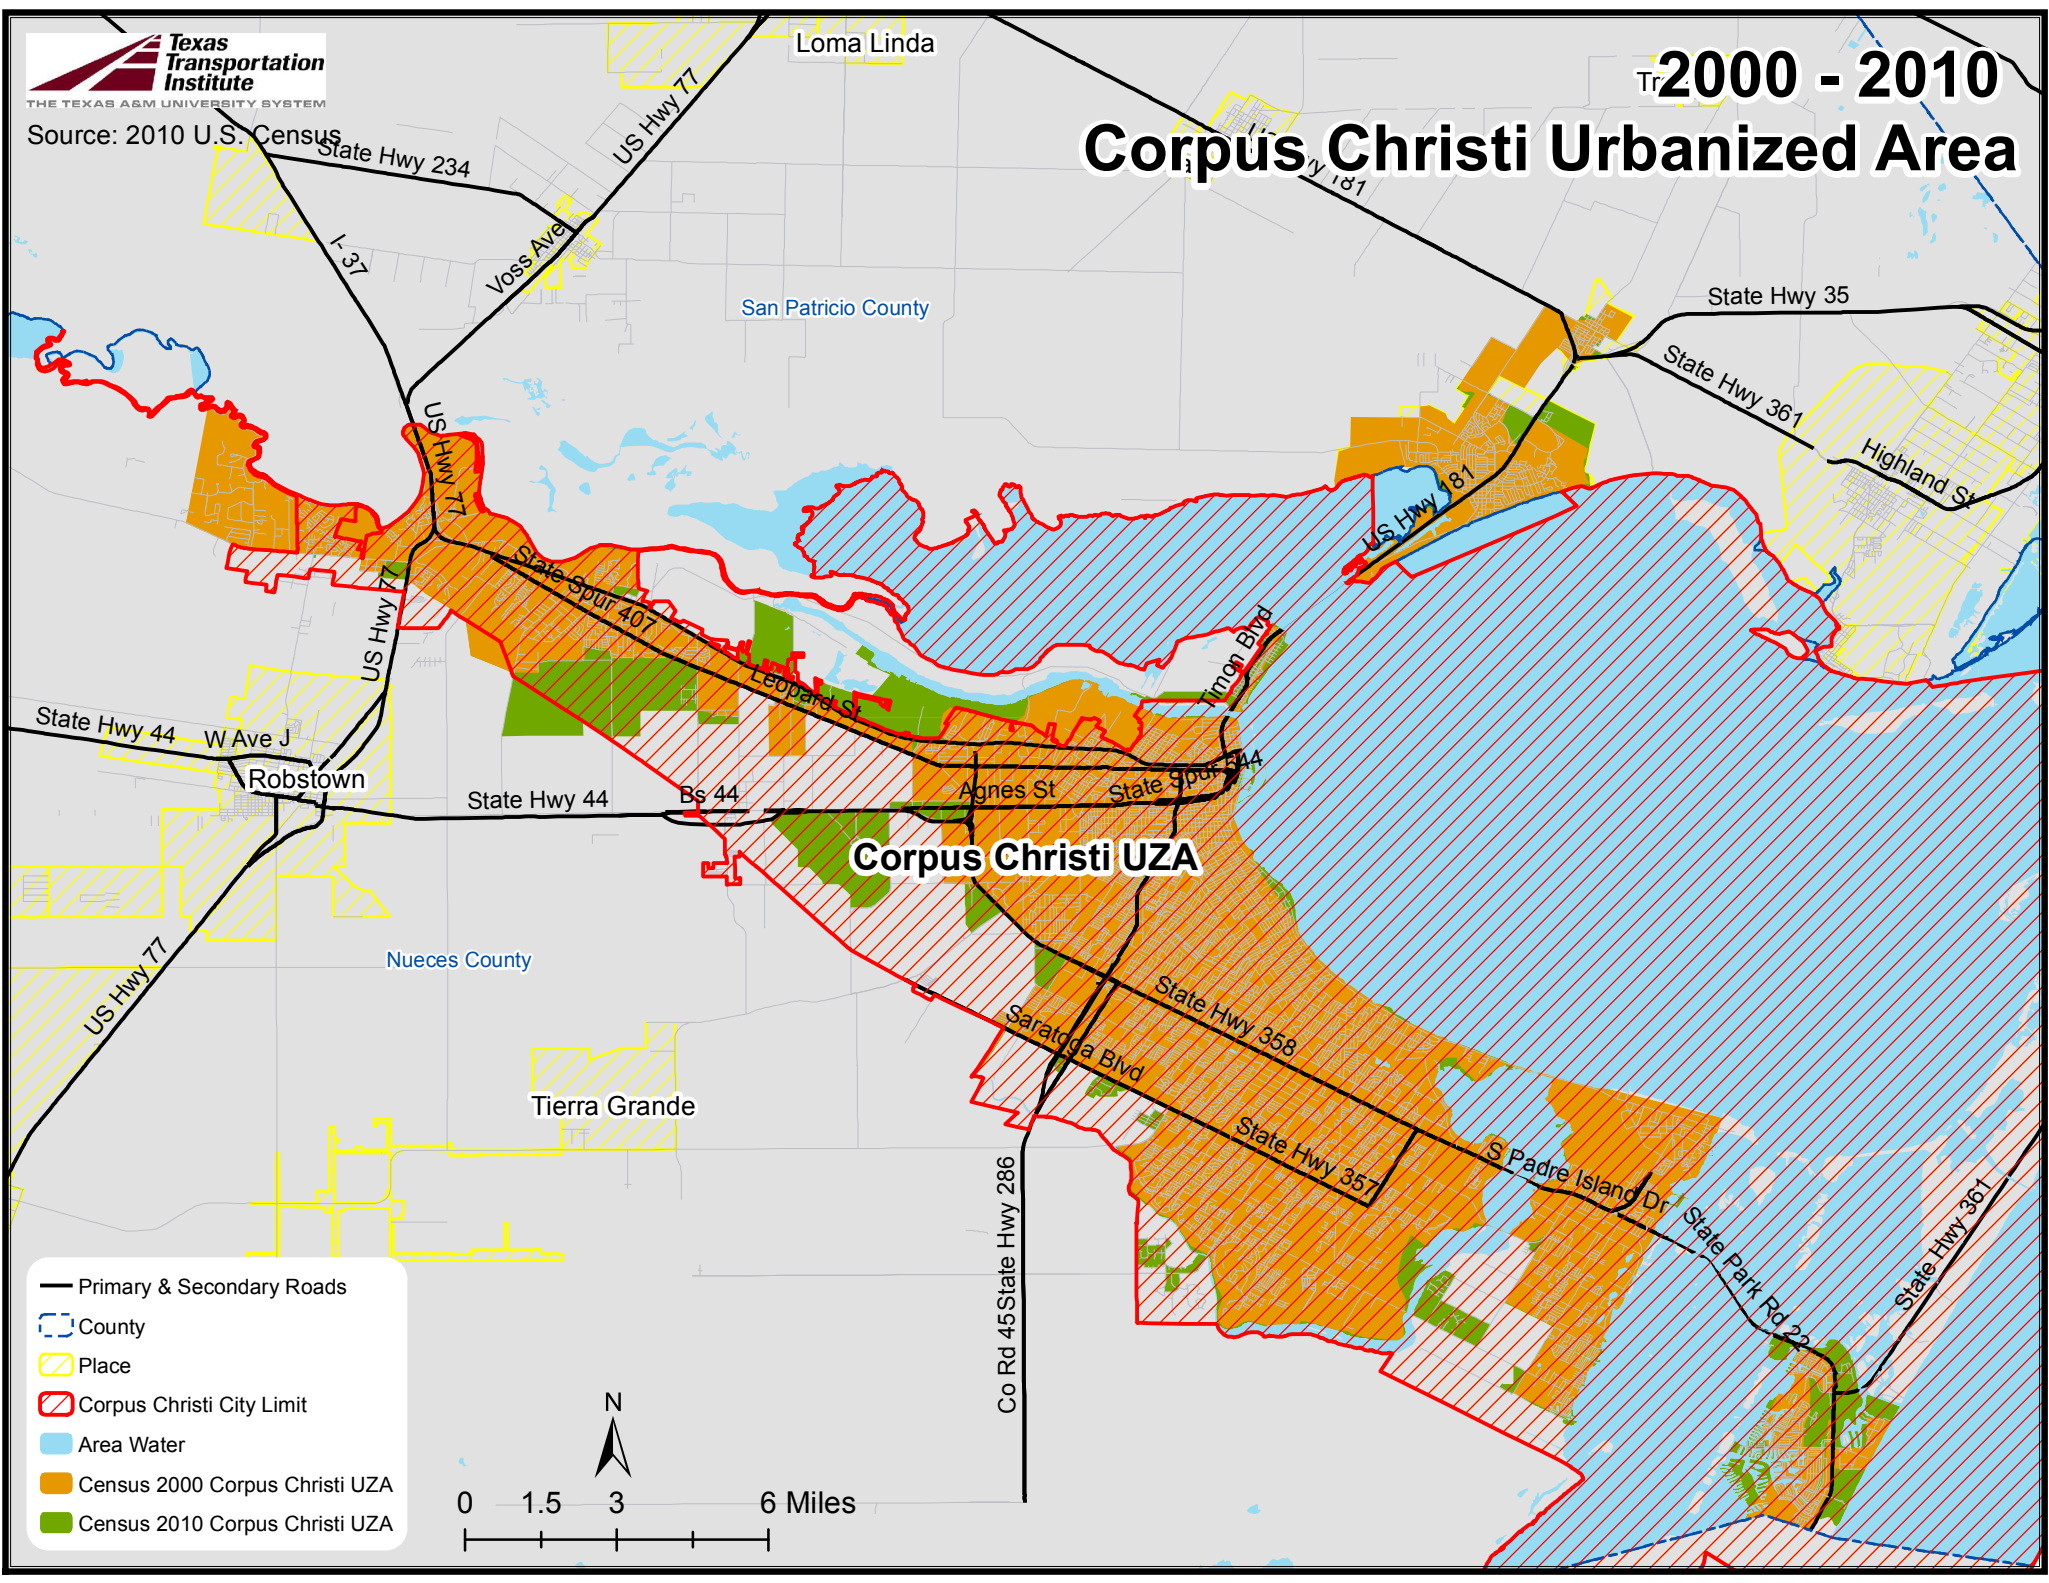 Texas
Transportation
Institute
THE TEXAS A&M UNIVERSITY SYSTEM
Source: 2010 U.S. Census
2000 - 2010
Corpus Christi Urbanized Area
Loma Linda
US Hwy 77
State Hwy 234
I- 37
Voss Ave
San Patricio County
State Hwy 35
State Hwy 361
Highland St
US Hwy 77
US Hwy 181
State Spur 407
US Hwy 77
Timon Blvd
Leopard St
State Hwy 44
W Ave J
Robstown
State Hwy 44
Bs 44
Agnes St
State Spur 544
Corpus Christi UZA
Nueces County
US Hwy 77
State Hwy 358
Saratoga Blvd
Tierra Grande
State Hwy 357
S Padre Island Dr
State Park Rd 22
State Hwy 361
Co Rd 45
State Hwy 286
Primary & Secondary Roads
County
Place
Corpus Christi City Limit
Area Water
Census 2000 Corpus Christi UZA
Census 2010 Corpus Christi UZA
N
0 1.5 3 6 Miles